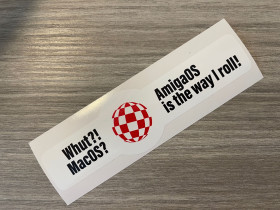 Whut?!
MacOS?
AmigaOS
is the way I roll!